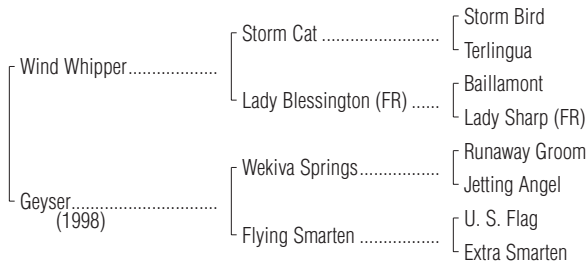 Storm Bird
Storm Cat ........................
Terlingua
Wind Whipper..................
Baillamont
Lady Blessington (FR) ......
Lady Sharp (FR)
Runaway Groom
Wekiva Springs................
Jetting Angel
Geyser.............................
(1998)
U. S. Flag
Flying Smarten ................
Extra Smarten